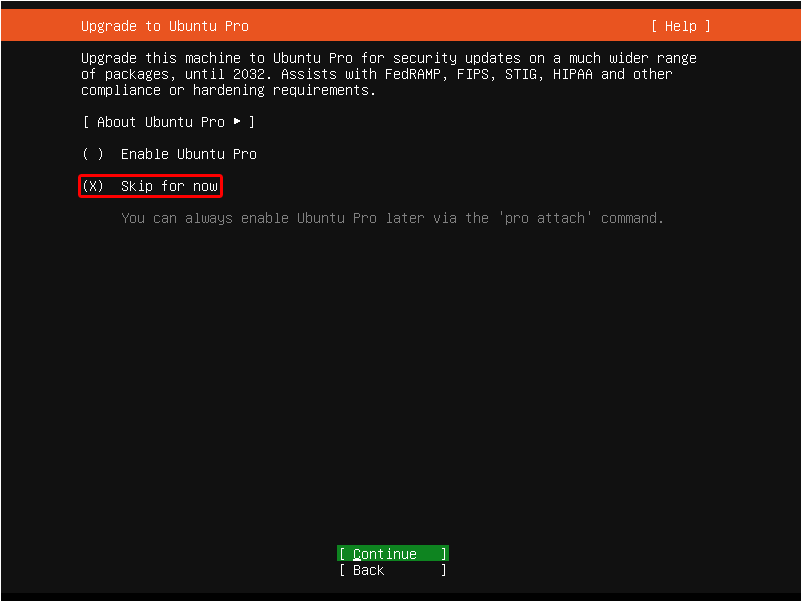 Upgrade to Ubuntu Pro [ Help ]
Upgrade this machine to Ubuntu Pro for security updates on a much wider range
of packages, until 2032. Assists with FedRAMP, FIPS, STIG, HIPAA and other
compliance or hardening requirements.
[ About Ubuntu Pro ► ]
( ) Enable Ubuntu Pro
(X) Skip for now
You can always enable Ubuntu Pro later via the 'pro attach' command.
[ Continue ]
[ Back ]